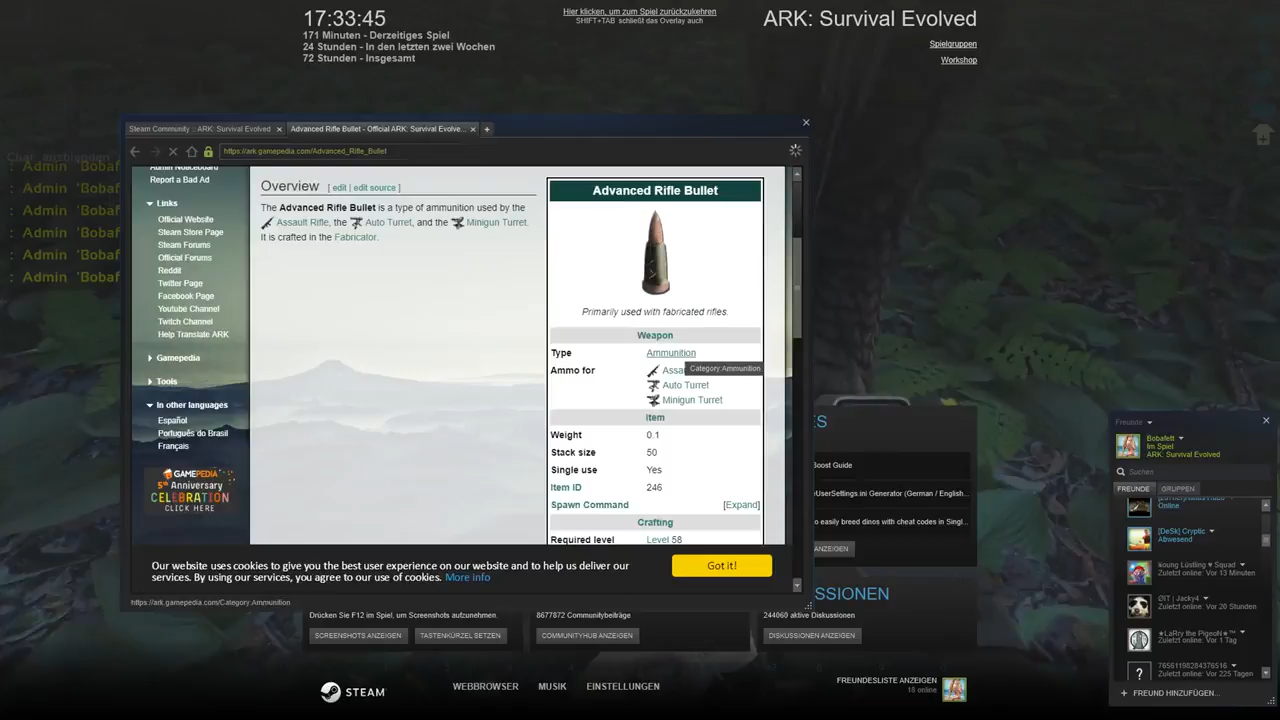 17:33:45
171 Minuten - Derzeitiges Spiel
24 Stunden - In den letzten zwei Wochen
72 Stunden - Insgesamt
Hier klicken, um zum Spiel zurückzukehren
SHIFT+TAB schließt das Overlay auch
ARK: Survival Evolved
Spielgruppen
Workshop
Steam Community :: ARK: Survival Evolved
Advanced Rifle Bullet - Official ARK: Survival Evolve...
https://ark.gamepedia.com/Advanced_Rifle_Bullet
: Admin 'Bobaf
: Admin 'Bobaf
: Admin 'Bobaf
: Admin 'Bobaf
: Admin 'Bobaf
: Admin 'Bobaf
Admin Noticeboard
Report a Bad Ad
Links
Official Website
Steam Store Page
Steam Forums
Official Forums
Reddit
Twitter Page
Facebook Page
Youtube Channel
Twitch Channel
Help Translate ARK
Gamepedia
Tools
In other languages
Español
Português do Brasil
Français
GAMEPEDIA
5th Anniversary
CELEBRATION
CLICK HERE
Overview [ edit | edit source ]
The Advanced Rifle Bullet is a type of ammunition used by the
Assault Rifle, the Auto Turret, and the Minigun Turret.
It is crafted in the Fabricator.
Advanced Rifle Bullet
Primarily used with fabricated rifles.
Weapon
Type Ammunition
Category:Ammunition
Ammo for Assau
Auto Turret
Minigun Turret
Item
Weight 0.1
Stack size 50
Single use Yes
Item ID 246
Spawn Command [Expand]
Crafting
Required level Level 58
Our website uses cookies to give you the best user experience on our website and to help us deliver our
services. By using our services, you agree to our use of cookies. More info
Got it!
https://ark.gamepedia.com/Category:Ammunition
ES
Boost Guide
UserSettings.ini Generator (German / English...
o easily breed dinos with cheat codes in Singl...
ANZEIGEN
SSIONEN
Drücken Sie F12 im Spiel, um Screenshots aufzunehmen.
8677872 Communitybeiträge
244060 aktive Diskussionen
SCREENSHOTS ANZEIGEN
TASTENKÜRZEL SETZEN
COMMUNITYHUB ANZEIGEN
DISKUSSIONEN ANZEIGEN
STEAM
WEBBROWSER
MUSIK
EINSTELLUNGEN
FREUNDESLISTE ANZEIGEN
18 online
Freunde
Bobafett
Im Spiel
ARK: Survival Evolved
Suchen
FREUNDE
GRUPPEN
Online
[DeSk] Cryptic
Abwesend
koung Lüstling ♥ Squad
Zuletzt online: Vor 13 Minuten
ØIT | Jacky4
Zuletzt online: Vor 20 Stunden
★LaRry the PigeoN★™
Zuletzt online: Vor 1 Tag
76561198284376516
Zuletzt online: Vor 225 Tagen
+ FREUND HINZUFÜGEN...